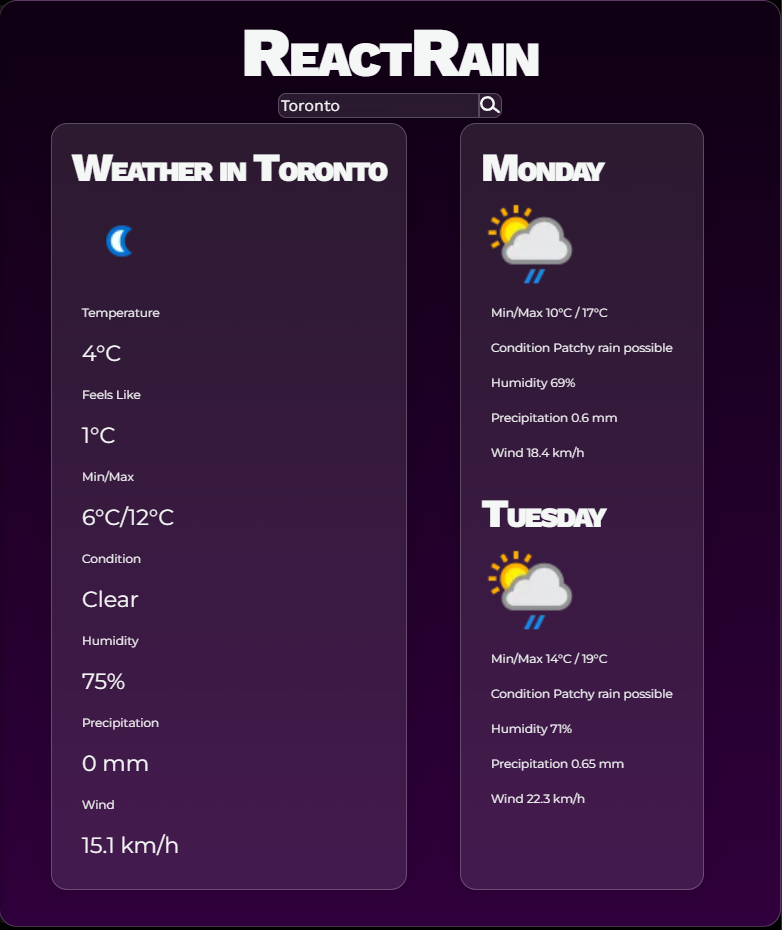 ReactRain
Toronto
Weather in Toronto
Temperature
4°C
Feels Like
1°C
Min/Max
6°C/12°C
Condition
Clear
Humidity
75%
Precipitation
0 mm
Wind
15.1 km/h
Monday
Min/Max 10°C / 17°C
Condition Patchy rain possible
Humidity 69%
Precipitation 0.6 mm
Wind 18.4 km/h
Tuesday
Min/Max 14°C / 19°C
Condition Patchy rain possible
Humidity 71%
Precipitation 0.65 mm
Wind 22.3 km/h